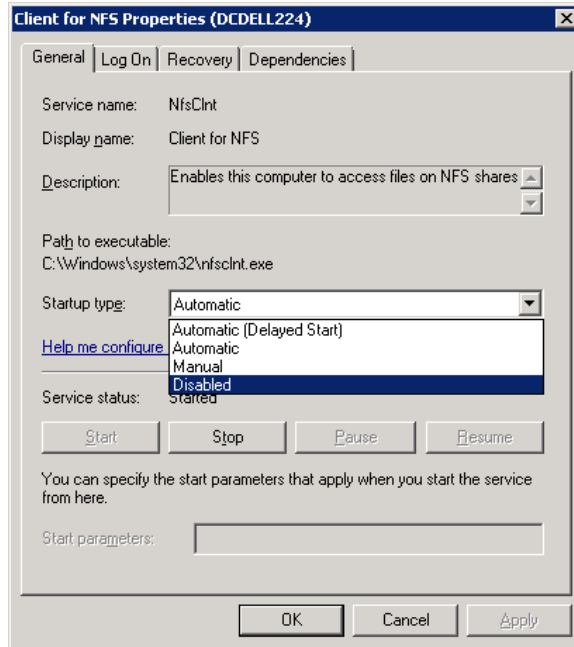 Client for NFS Properties (DCDELL224)
General Log On Recovery Dependencies
Service name: NfsClnt
Display name: Client for NFS
Description: Enables this computer to access files on NFS shares
Path to executable:
C:\Windows\system32\nfsclnt.exe
Startup type: Automatic
Automatic (Delayed Start)
Help me configure Automatic
Manual
Disabled
Service status: Started
Start Stop Pause Resume
You can specify the start parameters that apply when you start the service
from here.
Start parameters:
OK Cancel Apply